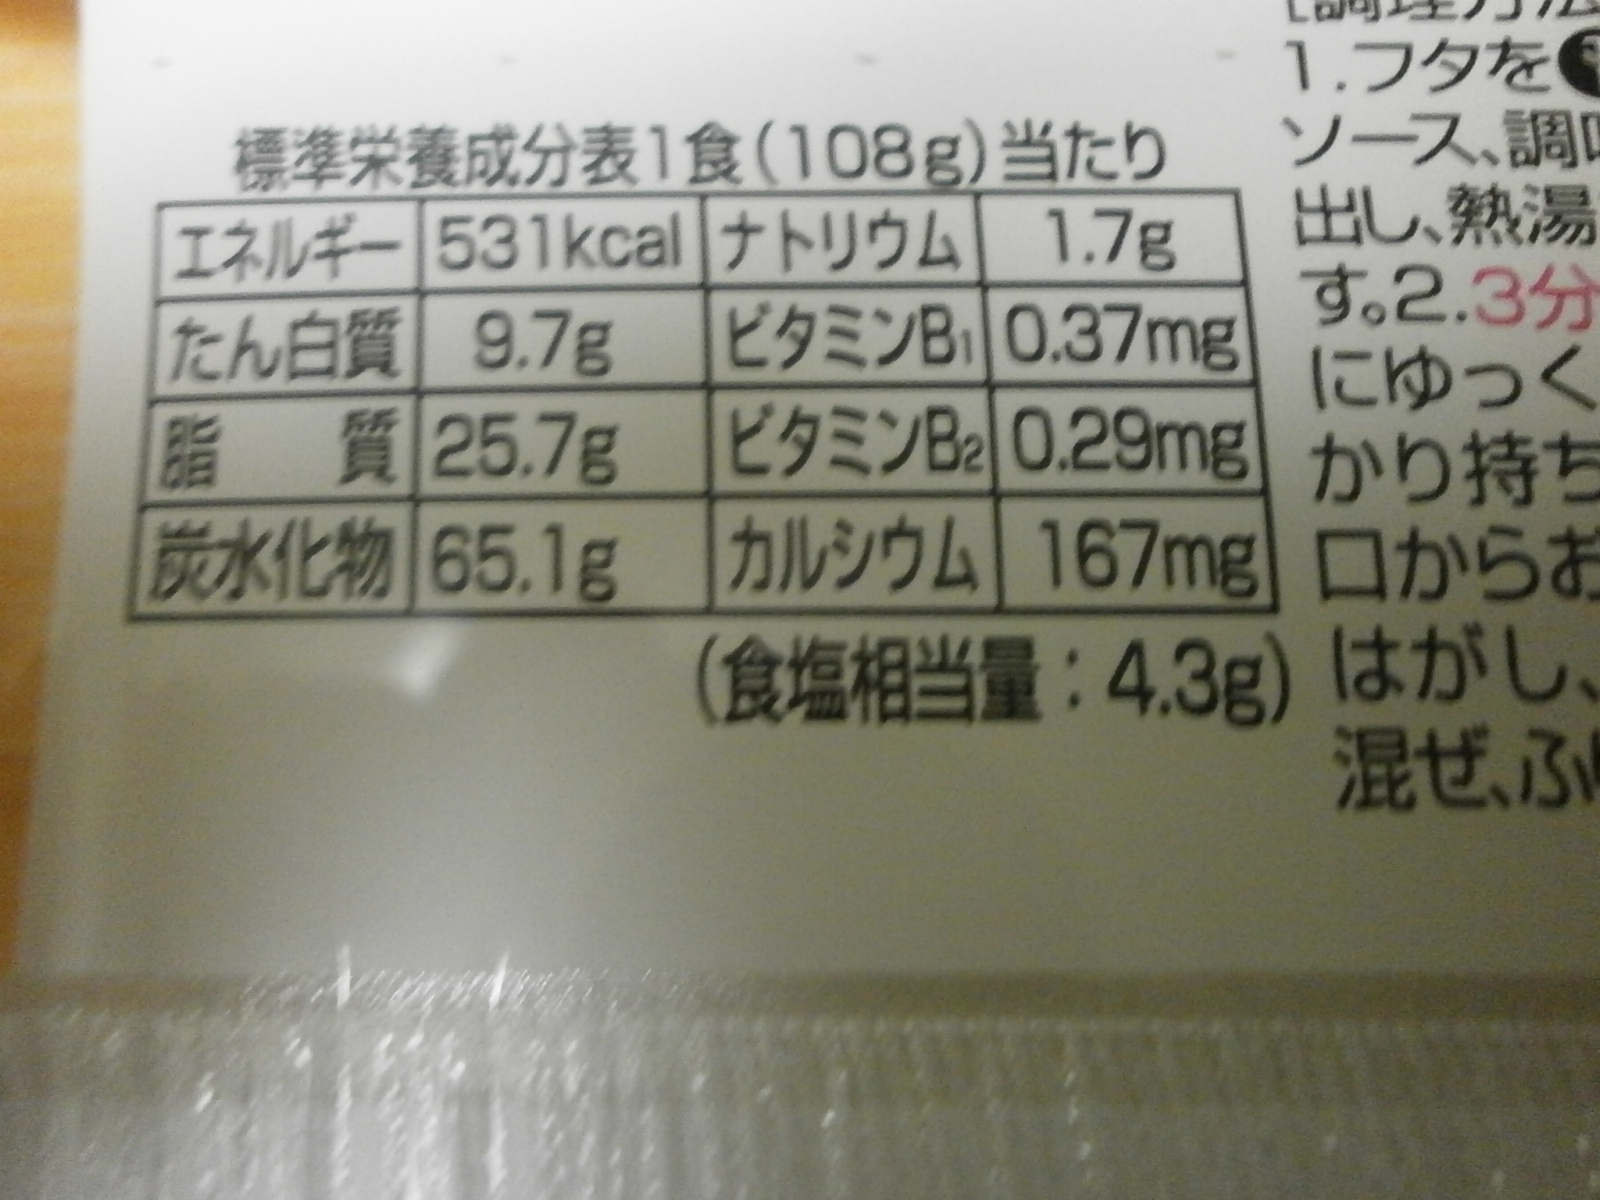 標準栄養成分表1食(108g)当たり
エネルギー 531kcal ナトリウム 1.7g
たん白質 9.7g ビタミンB1 0.37mg
脂質 25.7g ビタミンB2 0.29mg
炭水化物 65.1g カルシウム 167mg
(食塩相当量:4.3g)
[調理方法
1.フタを
ソース、調味
出し、熱湯
す。2.3分
にゆっく
かり持ち
口からお
はがし、
混ぜ、ふ